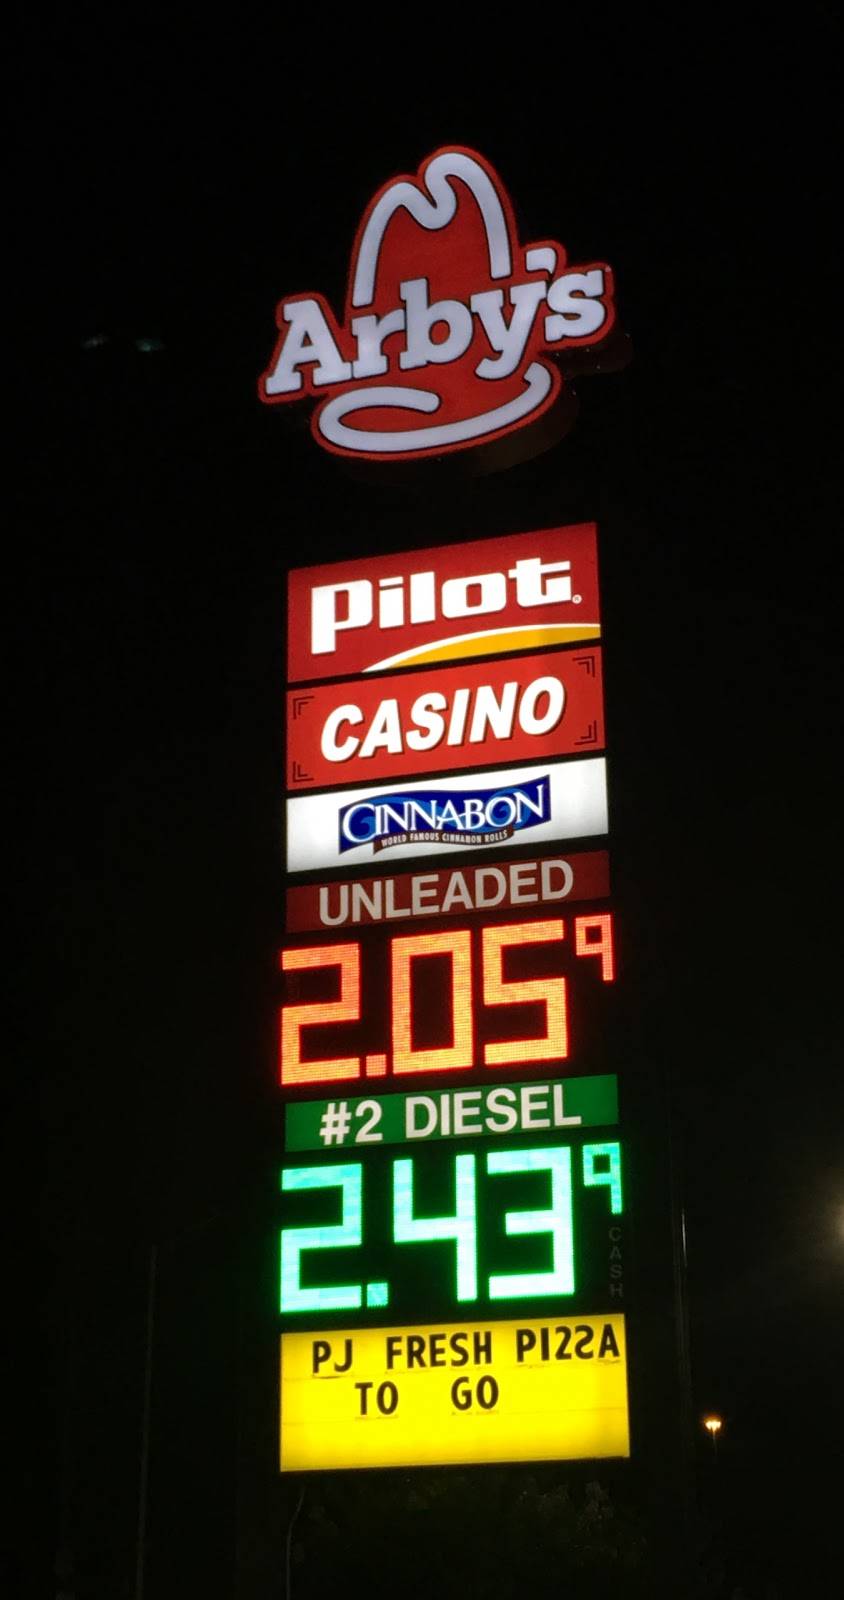 Arby's
Pilot®
CASINO
CINNABON
WORLD FAMOUS CINNAMON ROLLS
UNLEADED
2.05⁹
#2 DIESEL
2.43⁹
CASH
PJ FRESH PI22A
TO GO